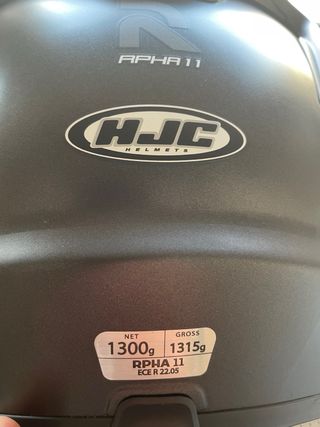 RPHA 11
HJC
HELMETS
NET GROSS
1300g 1315g
RPHA 11
ECE R 22.05